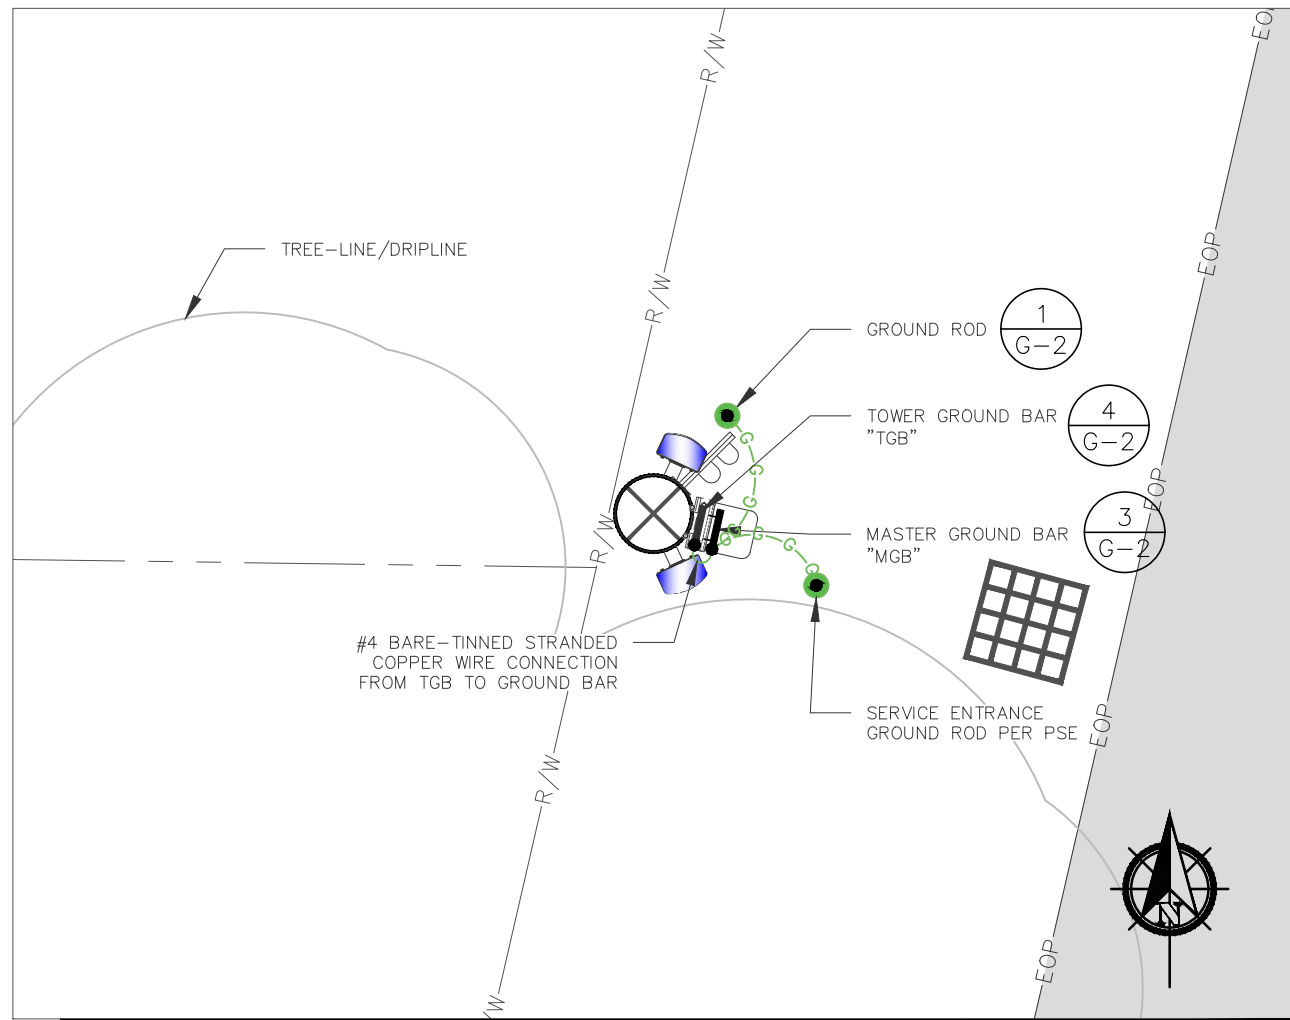 EOP
R/W
TREE-LINE/DRIPLINE
EOP
R/W
GROUND ROD
1
G-2
TOWER GROUND BAR
"TGB"
4
G-2
G
G
G
EOP
MASTER GROUND BAR
"MGB"
3
G-2
R/W
G
G
G
G
#4 BARE-TINNED STRANDED
COPPER WIRE CONNECTION
FROM TGB TO GROUND BAR
SERVICE ENTRANCE
GROUND ROD PER PSE
EOP
R/W
N
EOP
/W